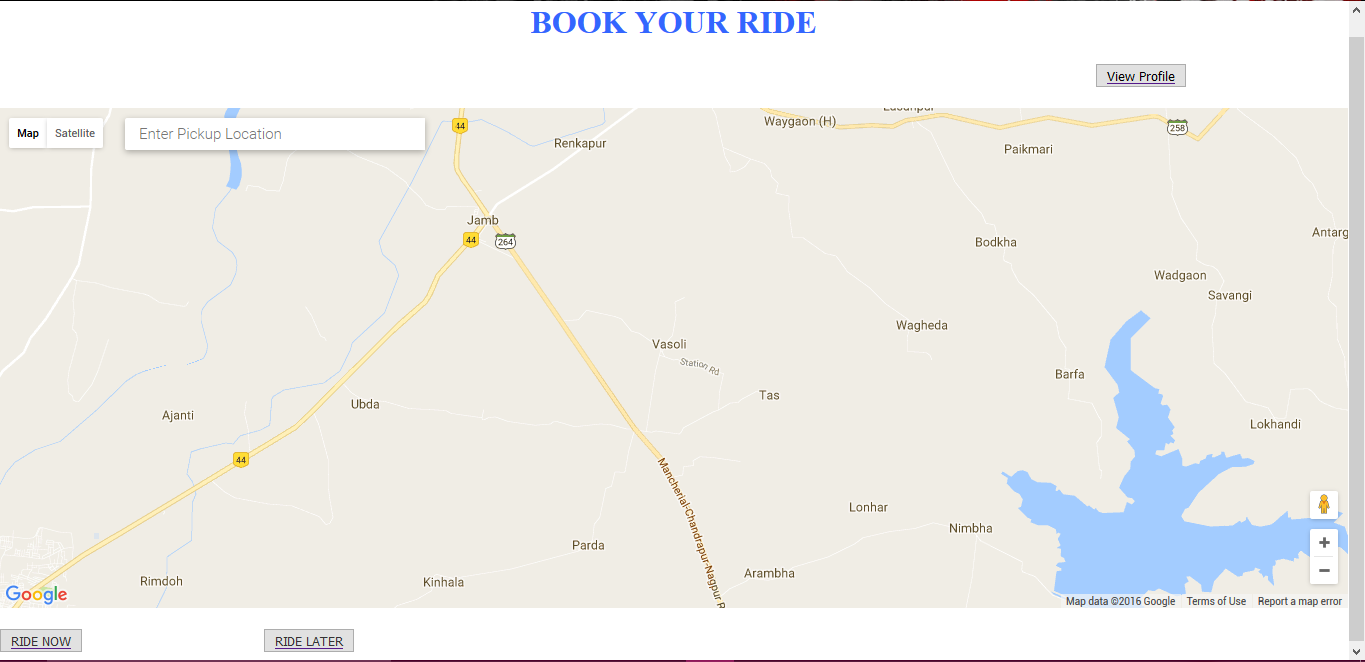 BOOK YOUR RIDE
View Profile
Map
Satellite
Enter Pickup Location
44
Renkapur
Waygaon (H)
258
Paikmari
Jamb
44
264
Bodkha
Antarg
Wadgaon
Savangi
Wagheda
Vasoli
Station Rd
Barfa
Tas
Ubda
Ajanti
Lokhandi
44
Mancherial-Chandrapur-Nagpur R
Lonhar
Nimbha
Parda
Arambha
Rimdoh
Kinhala
Google
+
−
Map data ©2016 Google
Terms of Use
Report a map error
RIDE NOW
RIDE LATER